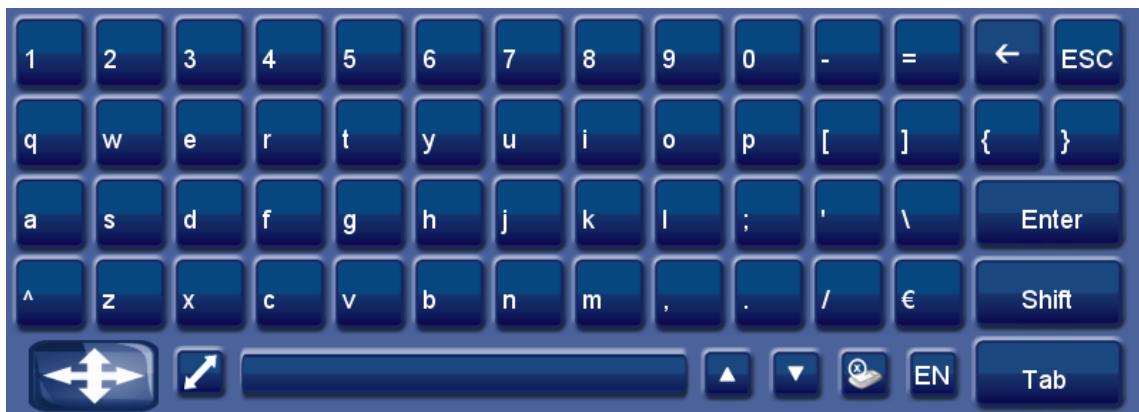 1 2 3 4 5 6 7 8 9 0 - = ← ESC
q w e r t y u i o p [ ] { }
a s d f g h j k l ; ' \ Enter
^ z x c v b n m , . / € Shift
▲ ▼ x EN Tab